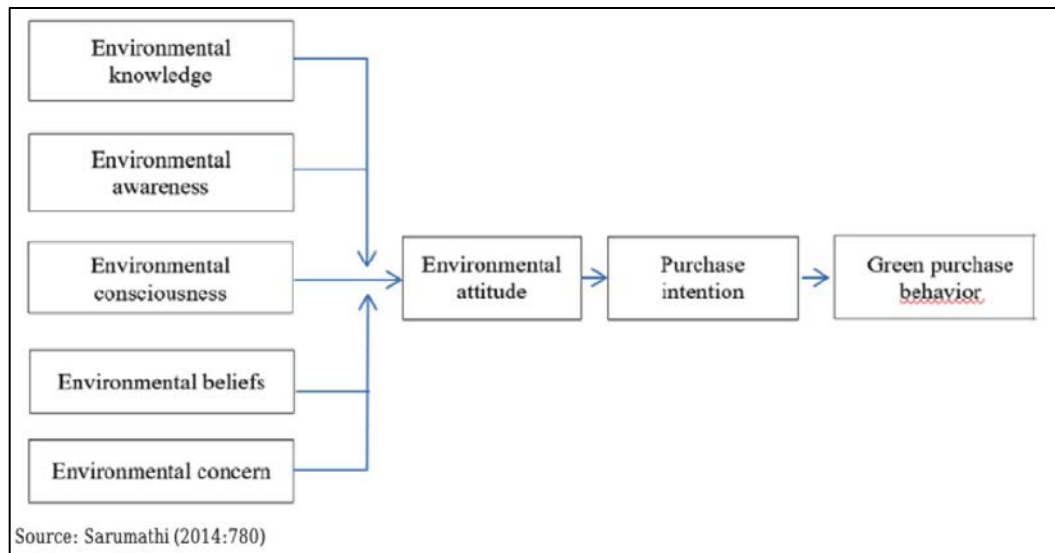 Environmental
knowledge
Environmental
awareness
Environmental
consciousness
Environmental beliefs
Environmental concern
Environmental
attitude
Purchase
intention
Green purchase
behavior
Source: Sarumathi (2014:780)